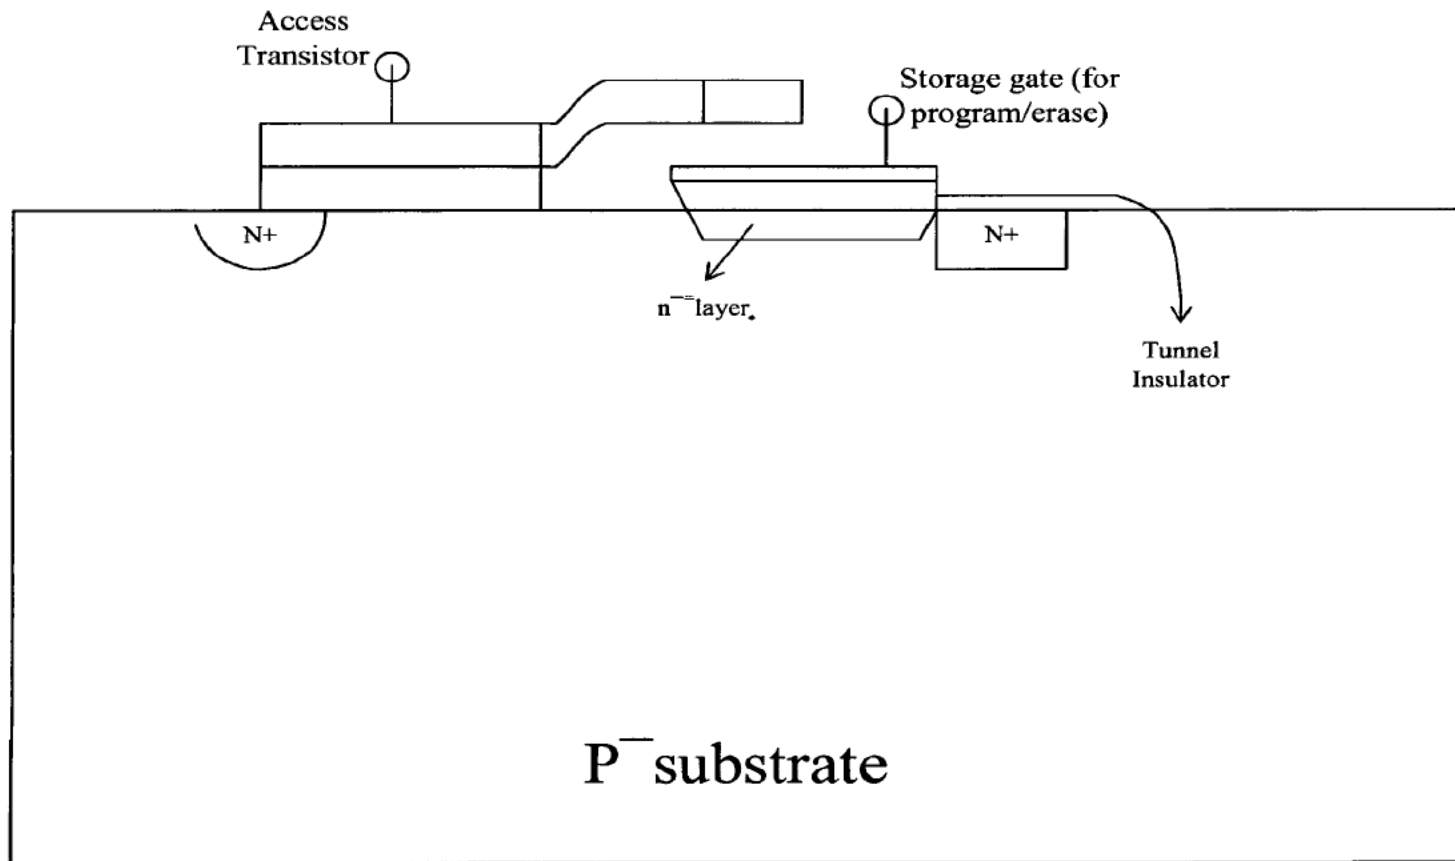 Access
Transistor
Storage gate (for
program/erase)
N+
N+
n⁻⁼layer.
Tunnel
Insulator
P⁻substrate